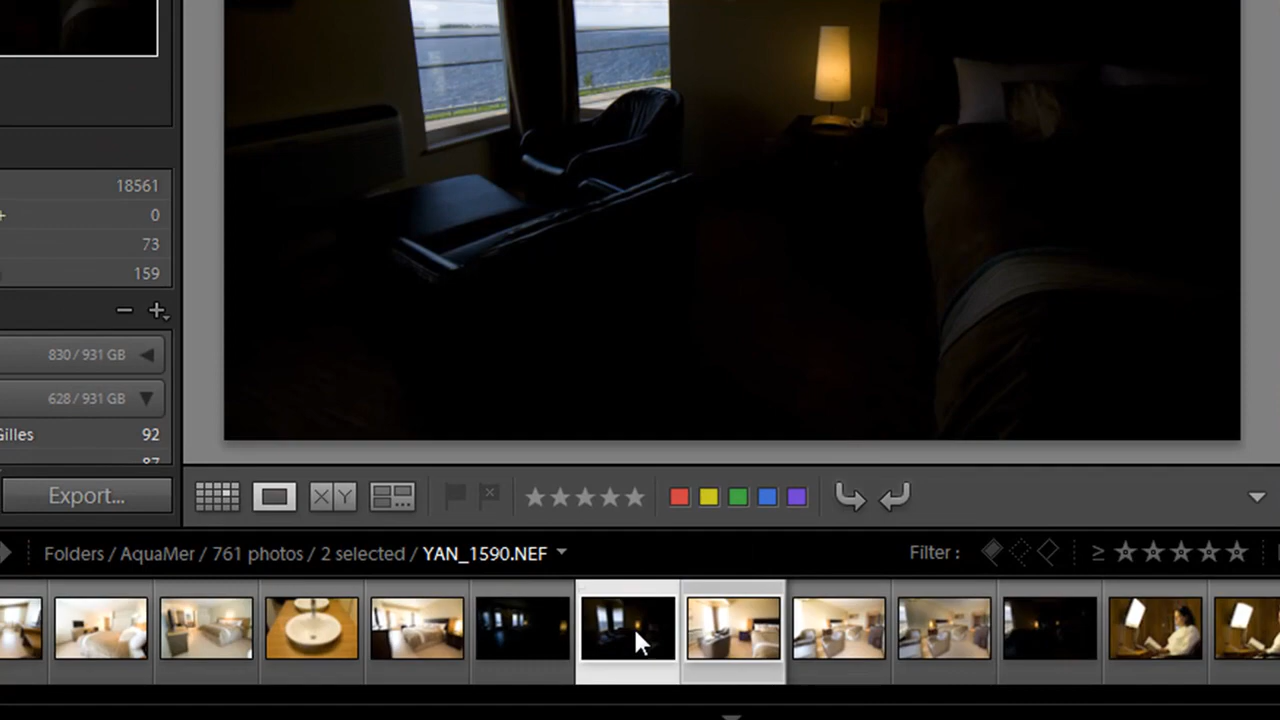 18561
+ 0
73
159
830 / 931 GB
628 / 931 GB
Gilles 92
87
Export...
X Y
Folders / AquaMer / 761 photos / 2 selected / YAN_1590.NEF
Filter :
≥